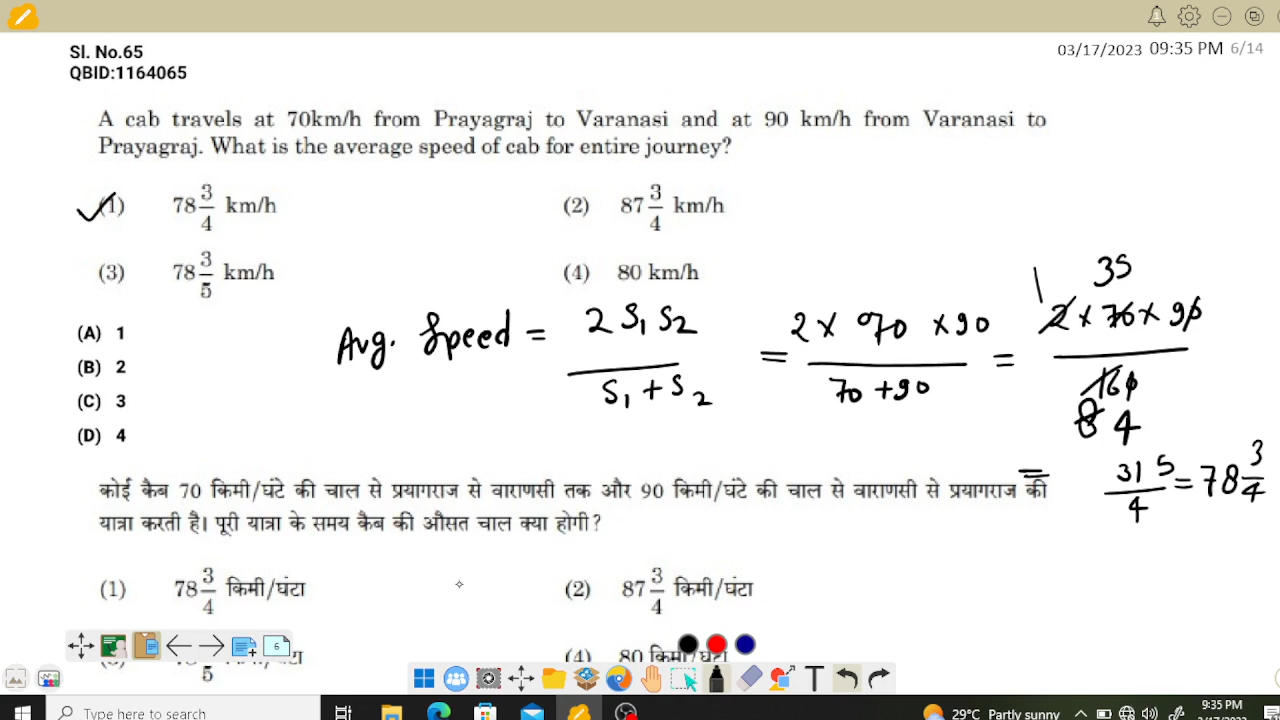 03/17/2023 09:35 PM 6/14
Sl. No.65
QBID:1164065
A cab travels at 70km/h from Prayagraj to Varanasi and at 90 km/h from Varanasi to
Prayagraj. What is the average speed of cab for entire journey?
(1) 78 3/4 km/h (2) 87 3/4 km/h
(3) 78 3/5 km/h (4) 80 km/h
(A) 1
(B) 2
(C) 3
(D) 4
Avg. Speed = 2 S₁ S₂ / S₁ + S₂ = 2 x 70 x 90 / 70 + 90 = 2 x 70 x 90 / 160
1 35
8 4
= 315/4 = 78 3/4
कोई कैब 70 किमी/घंटे की चाल से प्रयागराज से वाराणसी तक और 90 किमी/घंटे की चाल से वाराणसी से प्रयागराज की
यात्रा करती है। पूरी यात्रा के समय कैब की औसत चाल क्या होगी?
(1) 78 3/4 किमी/घंटा (2) 87 3/4 किमी/घंटा
(4) 80 किमी/घंटा
6
Type here to search
29°C Partly sunny
9:35 PM